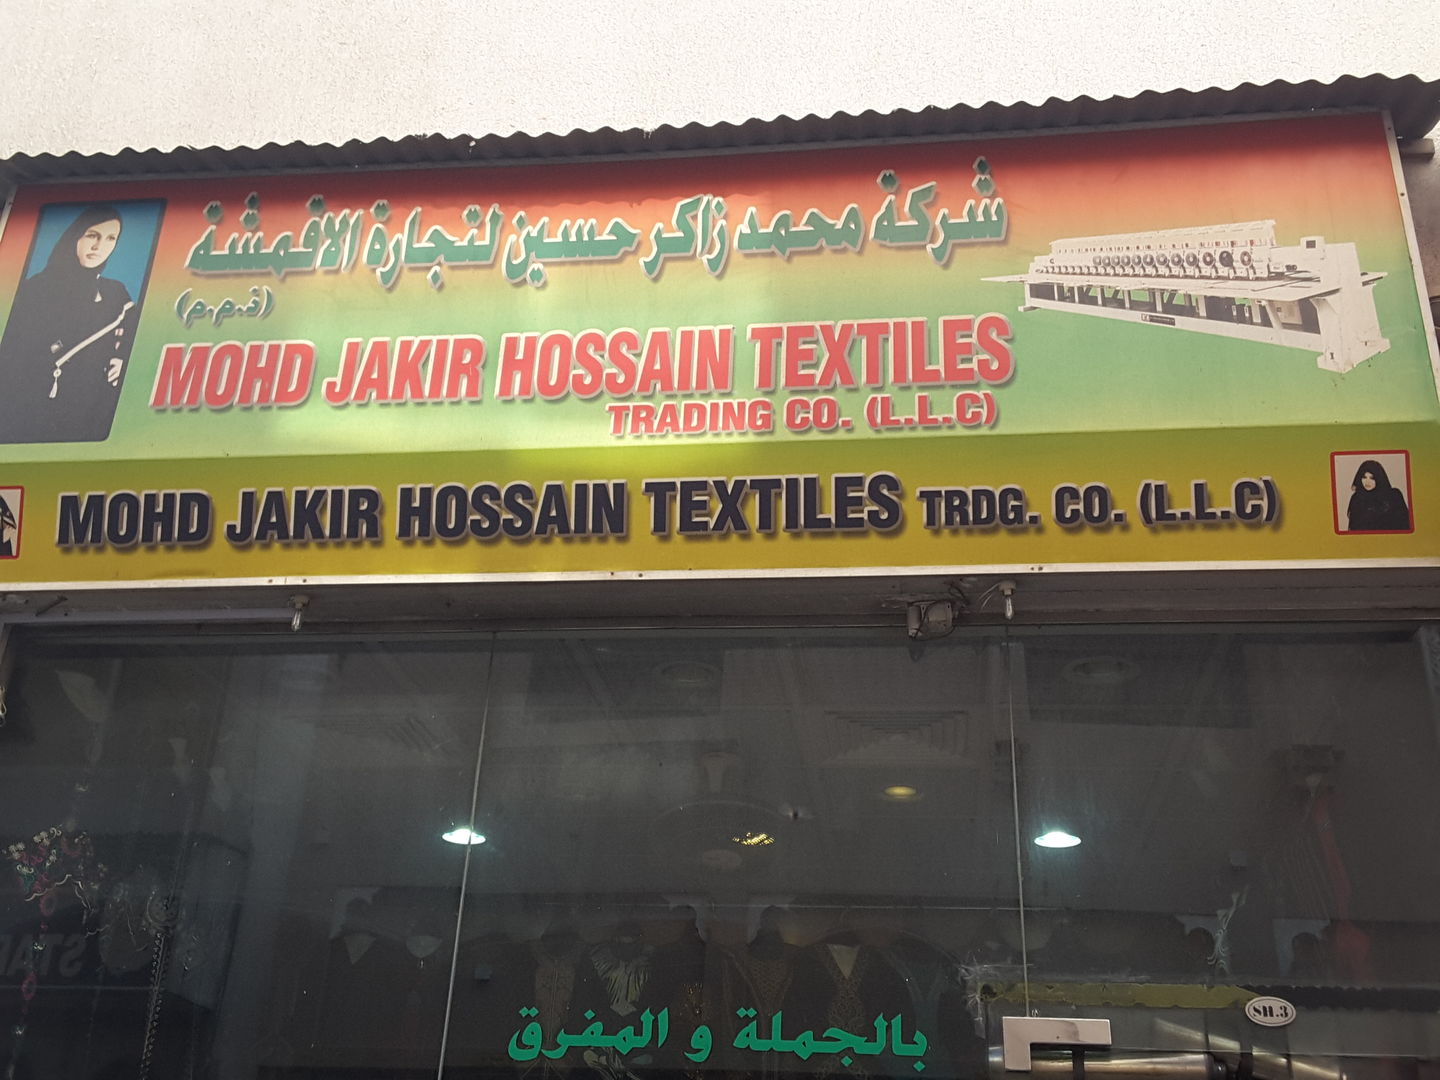 شركة محمد زاكر حسين لتجارة الاقمشة
(ذ.م.م)
MOHD JAKIR HOSSAIN TEXTILES
TRADING CO. (L.L.C)
MOHD JAKIR HOSSAIN TEXTILES TRDG. CO. (L.L.C)
بالجملة و المفرق
SH.3